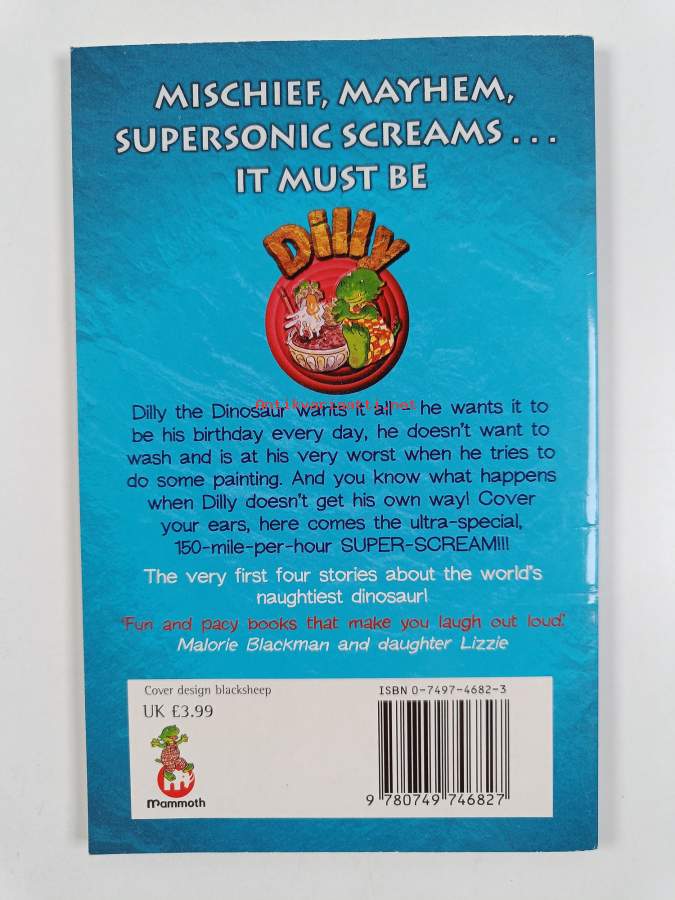 MISCHIEF, MAYHEM,
SUPERSONIC SCREAMS . . .
IT MUST BE
Dilly
Antikvariaatti.net
Dilly the Dinosaur wants it all – he wants it to
be his birthday every day, he doesn't want to
wash and is at his very worst when he tries to
do some painting. And you know what happens
when Dilly doesn't get his own way! Cover
your ears, here comes the ultra-special,
150-mile-per-hour SUPER-SCREAM!!!
The very first four stories about the world's
naughtiest dinosaur!
'Fun and pacy books that make you laugh out loud.'
Malorie Blackman and daughter Lizzie
Cover design blacksheep
UK £3.99
mammoth
ISBN 0-7497-4682-3
9 780749 746827